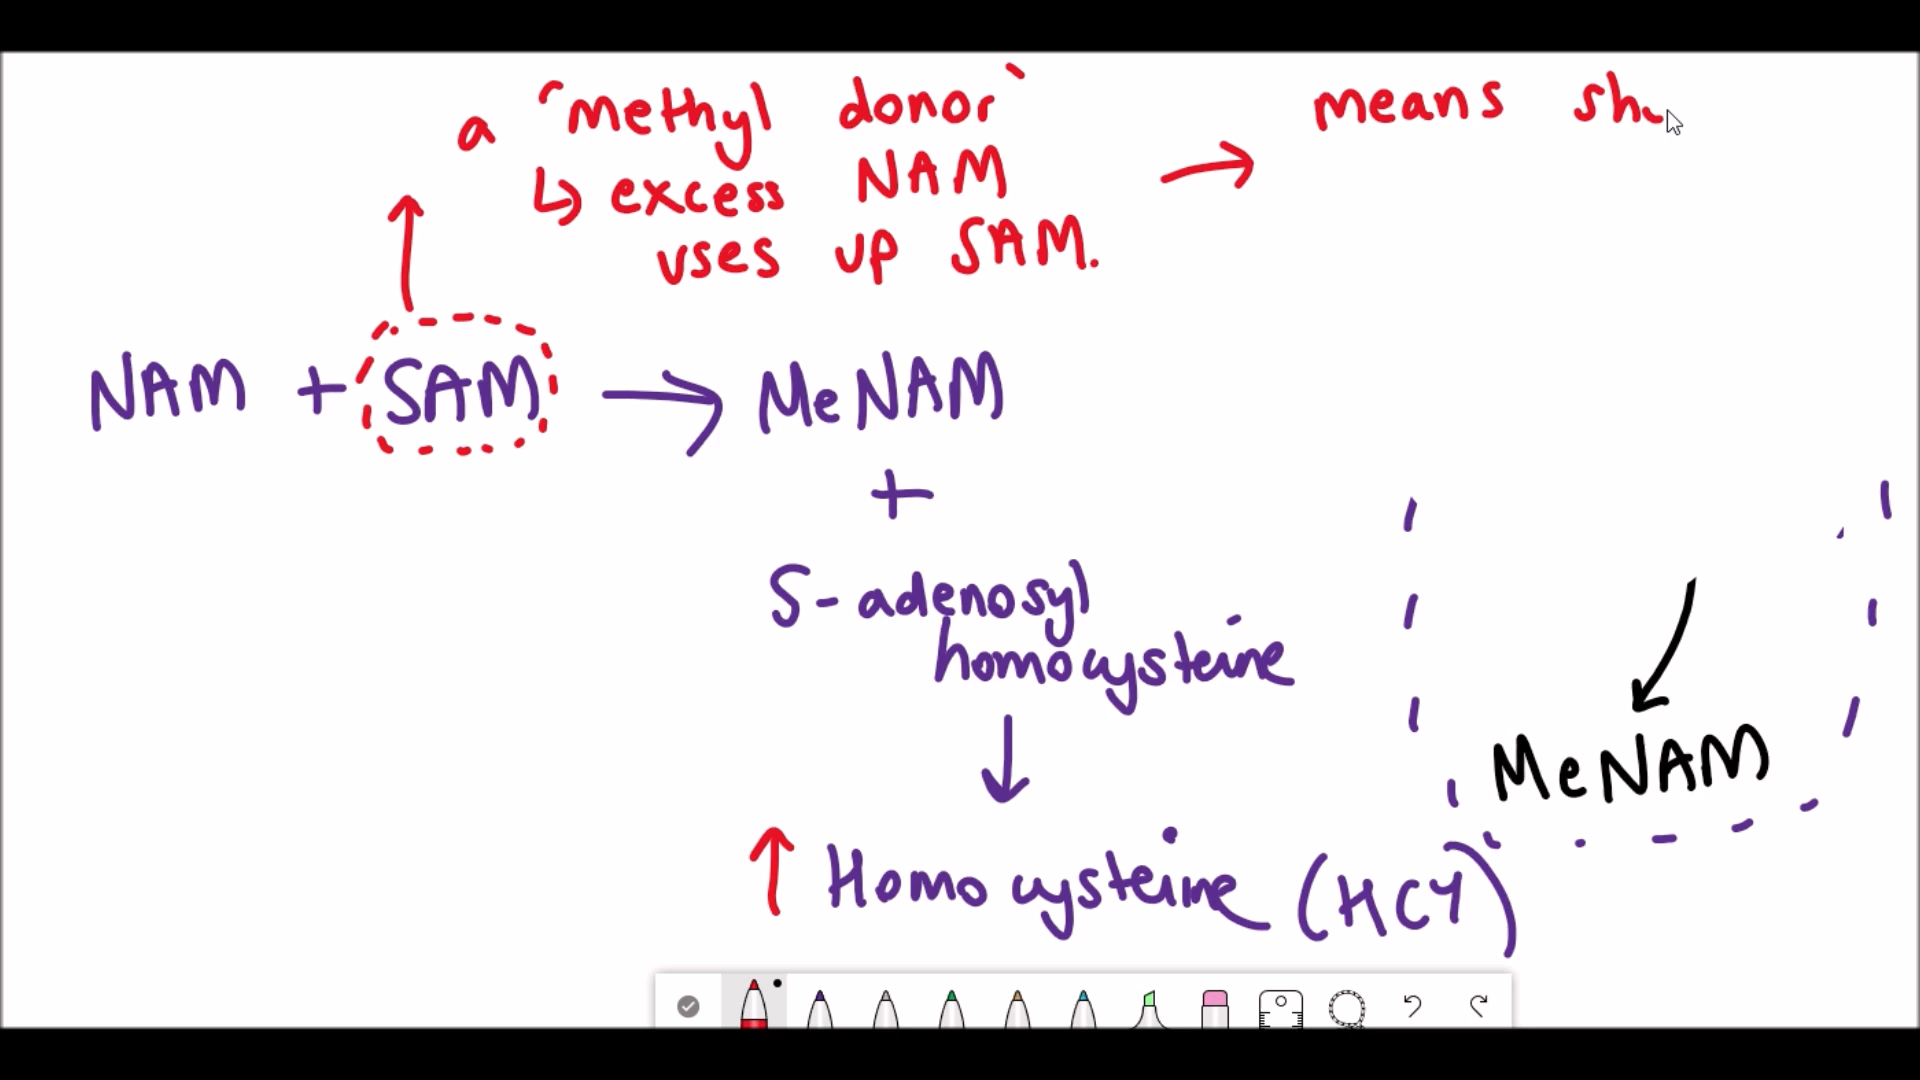 a "methyl donor"
↳ excess NAM
uses up SAM.
→ means sh
NAM + SAM → MeNAM
+
S-adenosyl
homocysteine
↓
↑ Homocysteine (HCY)
MeNAM